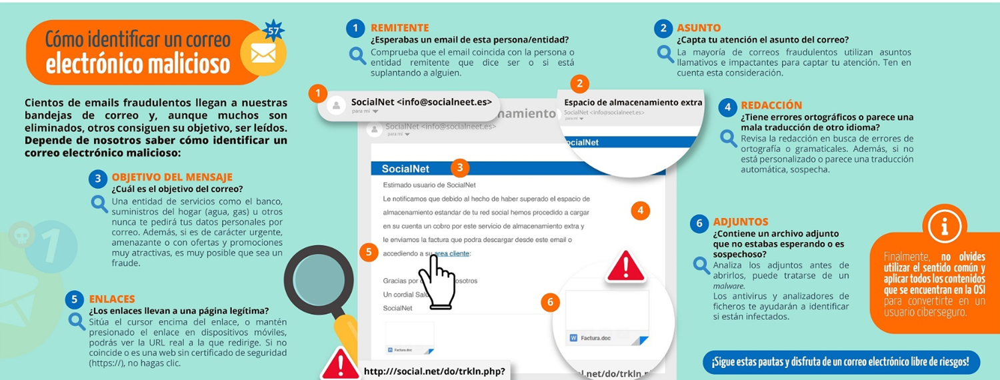 Cómo identificar un correo
electrónico malicioso
57
Cientos de emails fraudulentos llegan a nuestras
bandejas de correo y, aunque muchos son
eliminados, otros consiguen su objetivo, ser leídos.
Depende de nosotros saber cómo identificar un
correo electrónico malicioso:
1 REMITENTE
¿Esperabas un email de esta persona/entidad?
Comprueba que el email coincida con la persona o
entidad remitente que dice ser o si está
suplantando a alguien.
2 ASUNTO
¿Capta tu atención el asunto del correo?
La mayoría de correos fraudulentos utilizan asuntos
llamativos e impactantes para captar tu atención. Ten en
cuenta esta consideración.
3 OBJETIVO DEL MENSAJE
¿Cuál es el objetivo del correo?
Una entidad de servicios como el banco,
suministros del hogar (agua, gas) u otros
nunca te pedirá tus datos personales por
correo. Además, si es de carácter urgente,
amenazante o con ofertas y promociones
muy atractivas, es muy posible que sea un
fraude.
4 REDACCIÓN
¿Tiene errores ortográficos o parece una
mala traducción de otro idioma?
Revisa la redacción en busca de errores de
ortografía o gramaticales. Además, si no
está personalizado o parece una traducción
automática, sospecha.
5 ENLACES
¿Los enlaces llevan a una página legítima?
Sitúa el cursor encima del enlace, o mantén
presionado el enlace en dispositivos móviles,
podrás ver la URL real a la que redirige. Si no
coincide o es una web sin certificado de seguridad
(https://), no hagas clic.
6 ADJUNTOS
¿Contiene un archivo adjunto
que no estabas esperando o es
sospechoso?
Analiza los adjuntos antes de
abrirlos, puede tratarse de un
malware.
Los antivirus y analizadores de
ficheros te ayudarán a identificar
si están infectados.
1
1
SocialNet <info@socialneet.es>
para mí
namiento
SocialNet <info@socialneet.es>
para mí
2
Espacio de almacenamiento extra
SocialNet <info@socialneet.es>
para mí
ocialNet
SocialNet
3
Estimado usuario de SocialNet
Le notificamos que debido al hecho de haber superado el espacio de
almacenamiento estandar de tu red social hemos procedido a cargar
en su cuenta un cobro por este servicio de almacenamiento extra y
le enviamos la factura que podra descargar desde este email o
accediendo a su area cliente:
4
5
Gracias por osotros
Un cordial Salu
SocialNet
Factura.doc
6
Factura.doc
http:///social.net/do/trkln.php?
l.net/do/trkln.p
i
Finalmente, no olvides
utilizar el sentido común y
aplicar todos los contenidos
que se encuentran en la OSI
para convertirte en un
usuario ciberseguro.
¡Sigue estas pautas y disfruta de un correo electrónico libre de riesgos!